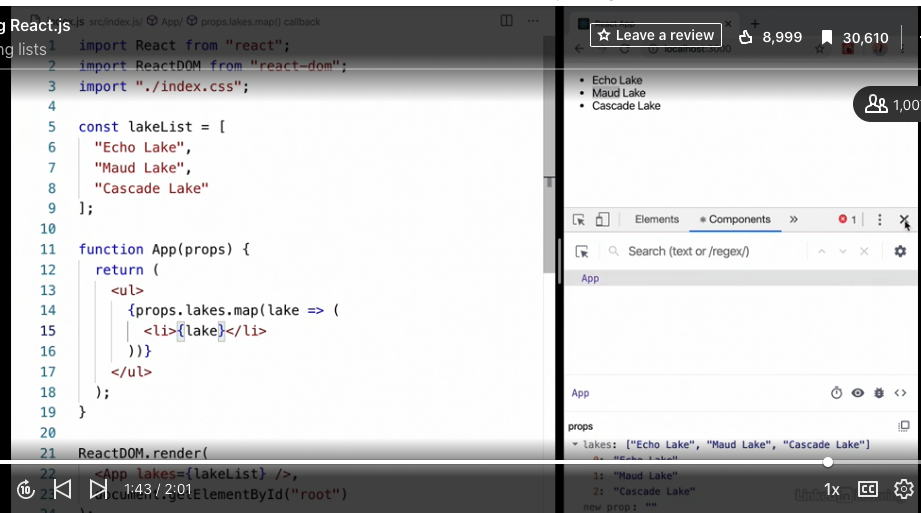 g React.js
ng lists
.js src/index.js/ App/ props.lakes.map() callback
Leave a review
8,999
30,610
1,00
1 import React from "react";
2 import ReactDOM from "react-dom";
3 import "./index.css";
4
5 const lakeList = [
6 "Echo Lake",
7 "Maud Lake",
8 "Cascade Lake"
9 ];
10
11 function App(props) {
12 return (
13 <ul>
14 {props.lakes.map(lake => (
15 <li>{lake}</li>
16 ))}
17 </ul>
18 );
19 }
20
21 ReactDOM.render(
22 <App lakes={lakeList} />,
document.getElementById("root")
• Echo Lake
• Maud Lake
• Cascade Lake
Elements
Components
»
1
Search (text or /regex/)
App
App
props
lakes: ["Echo Lake", "Maud Lake", "Cascade Lake"]
0: "Echo Lake"
1: "Maud Lake"
2: "Cascade Lake"
new prop: ""
10
1:43 / 2:01
1x
CC